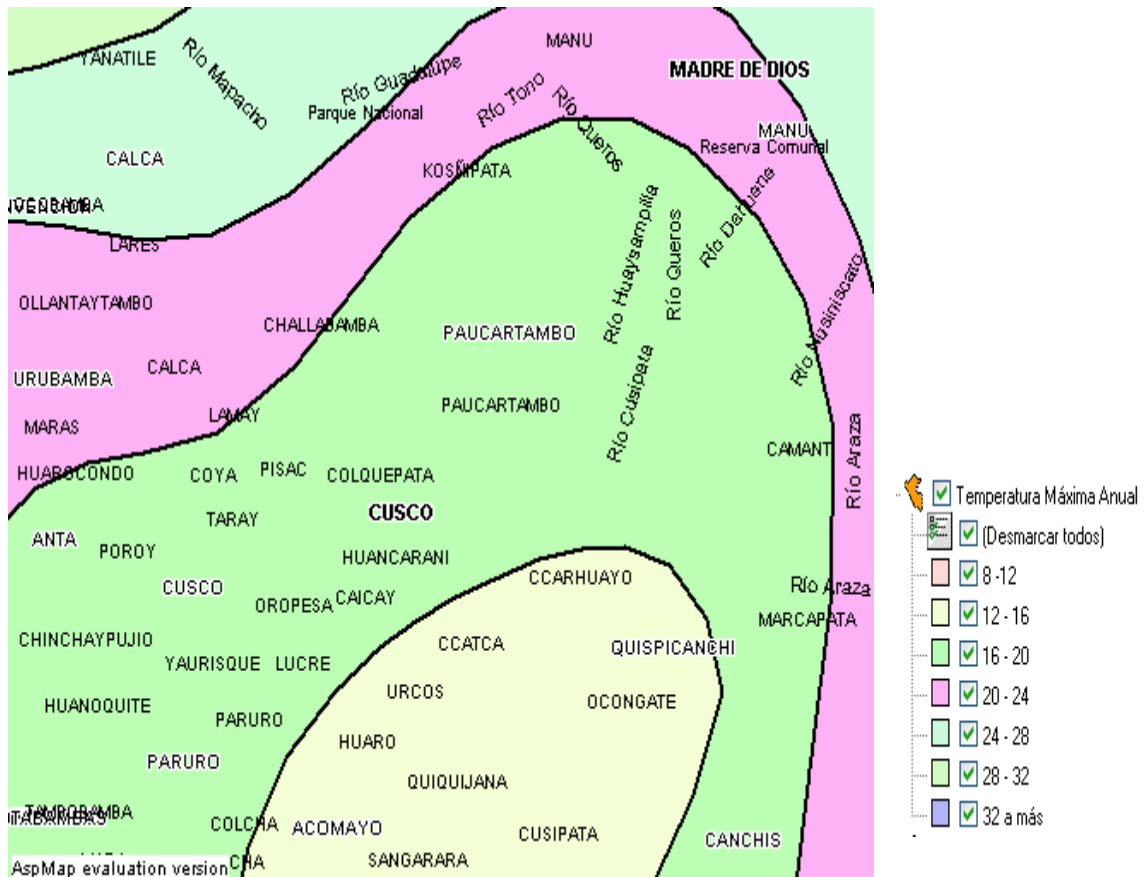 MANU
YANATILE
Río Mapacho
Río Guadalupe
MADRE DE DIOS
Parque Nacional
Río Tono
Río Queros
MANU
Reserva Comunal
CALCA
KOSÑIPATA
LARES
Río Huaysampilla
Río Queros
Río Dahuene
OLLANTAYTAMBO
CHALLABAMBA
PAUCARTAMBO
Río Nusiniscato
URUBAMBA
CALCA
Río Cusipata
LAMAY
PAUCARTAMBO
MARAS
CAMANT
Río Araza
HUAROCONDO
COYA
PISAC
COLQUEPATA
TARAY
CUSCO
ANTA
POROY
HUANCARANI
CUSCO
CCARHUAYO
Río Araza
OROPESA
CAICAY
MARCAPATA
CHINCHAYPUJIO
CCATCA
QUISPICANCHI
YAURISQUE
LUCRE
URCOS
OCONGATE
HUANOQUITE
PARURO
HUARO
PARURO
QUIQUIJANA
COLCHA
ACOMAYO
CUSIPATA
CANCHIS
CHA
SANGARARA
AspMap evaluation version
Temperatura Máxima Anual
(Desmarcar todos)
8 -12
12 - 16
16 - 20
20 - 24
24 - 28
28 - 32
32 a más